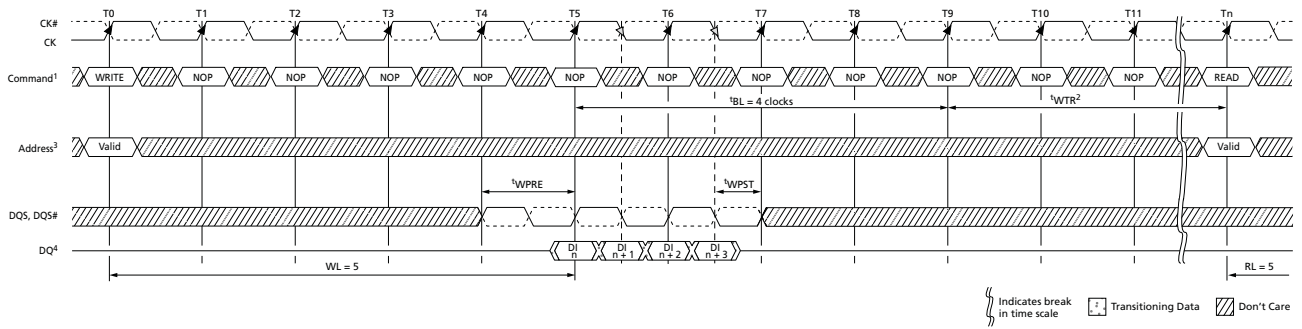 T0 T1 T2 T3 T4 T5 T6 T7 T8 T9 T10 T11 Tn
CK#
CK
Command1 WRITE NOP NOP NOP NOP NOP NOP NOP NOP NOP NOP NOP READ
tBL = 4 clocks tWTR2
Address3 Valid Valid
tWPRE tWPST
DQS, DQS#
DQ4 DI n DI n + 1 DI n + 2 DI n + 3
WL = 5 RL = 5
Indicates break in time scale Transitioning Data Don't Care